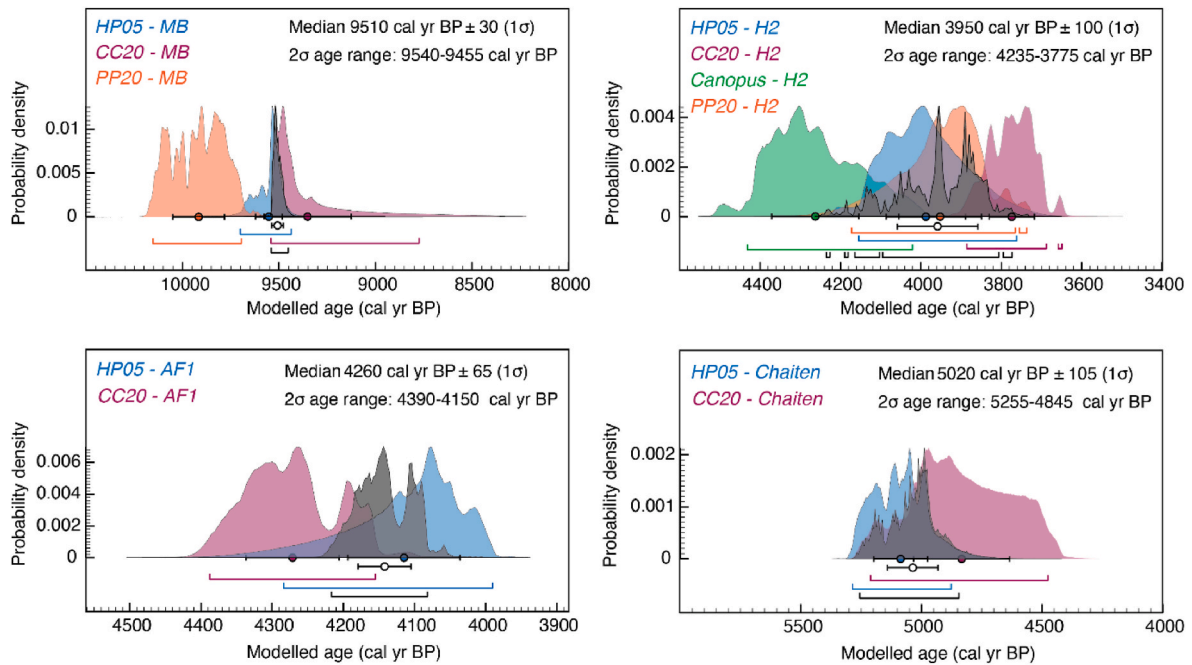 HP05 - MB
CC20 - MB
PP20 - MB
Median 9510 cal yr BP ± 30 (1σ)
2σ age range: 9540-9455 cal yr BP
Probability density
0.01
0.005
0
10000 9500 9000 8500 8000
Modelled age (cal yr BP)
HP05 - H2
CC20 - H2
Canopus - H2
PP20 - H2
Median 3950 cal yr BP ± 100 (1σ)
2σ age range: 4235-3775 cal yr BP
Probability density
0.004
0.002
0
4400 4200 4000 3800 3600 3400
Modelled age (cal yr BP)
HP05 - AF1
CC20 - AF1
Median 4260 cal yr BP ± 65 (1σ)
2σ age range: 4390-4150 cal yr BP
Probability density
0.006
0.004
0.002
0
4500 4400 4300 4200 4100 4000 3900
Modelled age (cal yr BP)
HP05 - Chaiten
CC20 - Chaiten
Median 5020 cal yr BP ± 105 (1σ)
2σ age range: 5255-4845 cal yr BP
Probability density
0.002
0.001
0
5500 5000 4500 4000
Modelled age (cal yr BP)